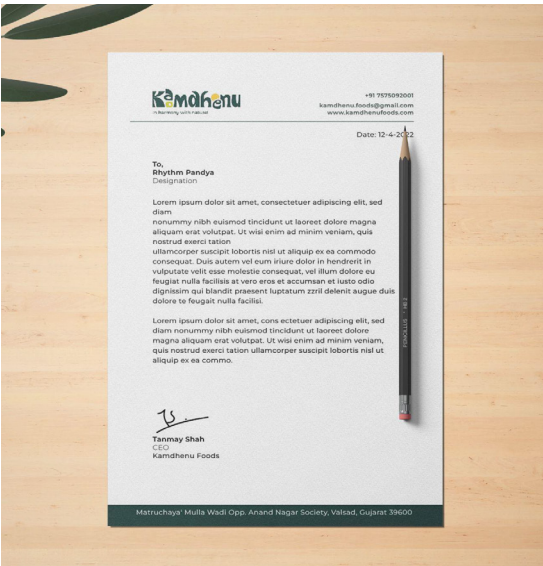 Kamdhenu
in harmony with nature!
+91 7575092001
kamdhenu.foods@gmail.com
www.kamdhenufoods.com
Date: 12-4-2022
To,
Rhythm Pandya
Designation
Lorem ipsum dolor sit amet, consectetuer adipiscing elit, sed
diam
nonummy nibh euismod tincidunt ut laoreet dolore magna
aliquam erat volutpat. Ut wisi enim ad minim veniam, quis
nostrud exerci tation
ullamcorper suscipit lobortis nisl ut aliquip ex ea commodo
consequat. Duis autem vel eum iriure dolor in hendrerit in
vulputate velit esse molestie consequat, vel illum dolore eu
feugiat nulla facilisis at vero eros et accumsan et iusto odio
dignissim qui blandit praesent luptatum zzril delenit augue duis
dolore te feugait nulla facilisi.
Lorem ipsum dolor sit amet, cons ectetuer adipiscing elit, sed
diam nonummy nibh euismod tincidunt ut laoreet dolore
magna aliquam erat volutpat. Ut wisi enim ad minim veniam,
quis nostrud exerci tation ullamcorper suscipit lobortis nisl ut
aliquip ex ea commo.
Tanmay Shah
CEO
Kamdhenu Foods
Matruchaya' Mulla Wadi Opp. Anand Nagar Society, Valsad, Gujarat 39600